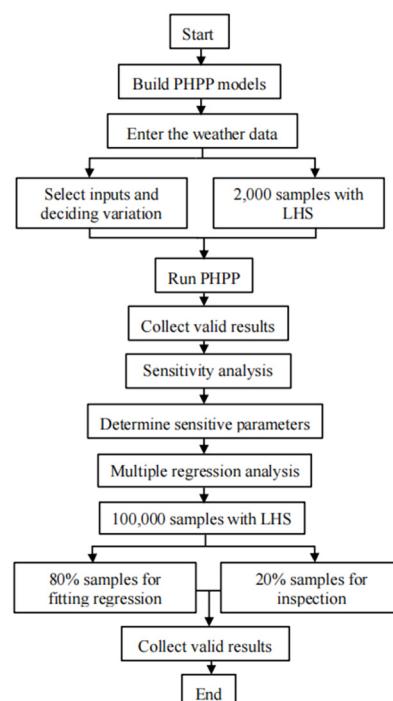 Start
Build PHPP models
Enter the weather data
Select inputs and
deciding variation
2,000 samples with
LHS
Run PHPP
Collect valid results
Sensitivity analysis
Determine sensitive parameters
Multiple regression analysis
100,000 samples with LHS
80% samples for
fitting regression
20% samples for
inspection
Collect valid results
End